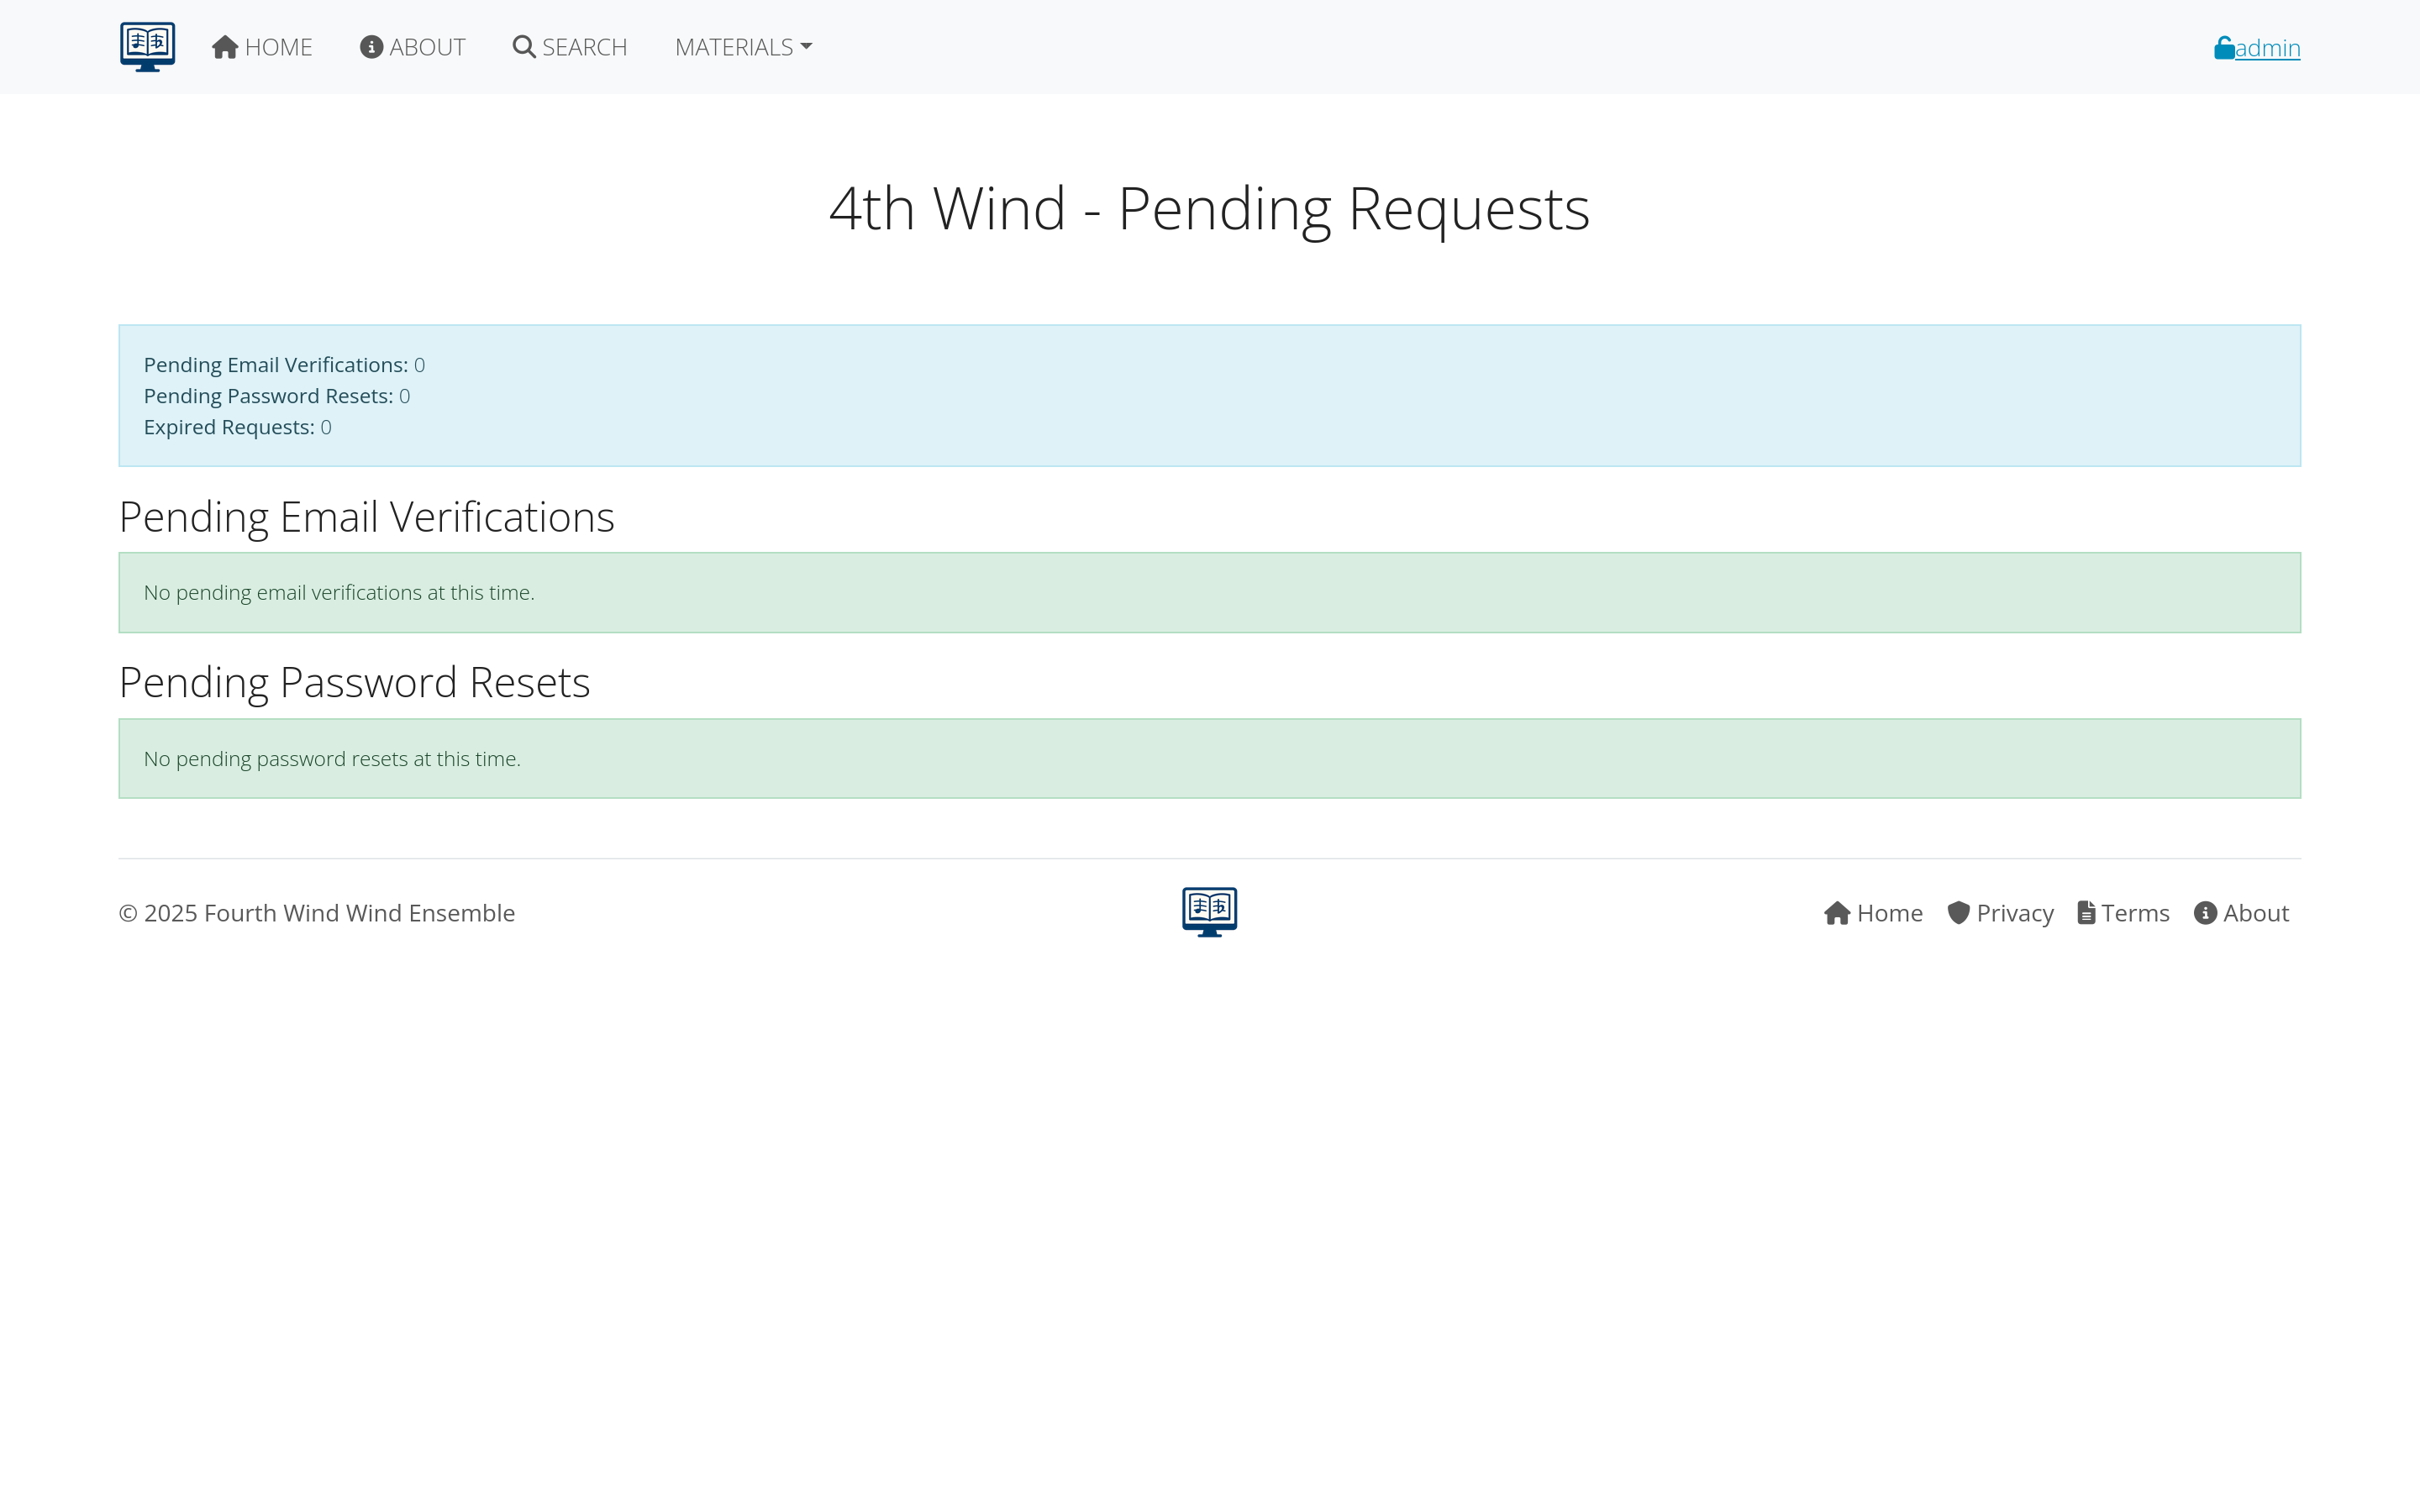 HOME ABOUT SEARCH MATERIALS admin
4th Wind - Pending Requests
Pending Email Verifications: 0
Pending Password Resets: 0
Expired Requests: 0
Pending Email Verifications
No pending email verifications at this time.
Pending Password Resets
No pending password resets at this time.
© 2025 Fourth Wind Wind Ensemble Home Privacy Terms About